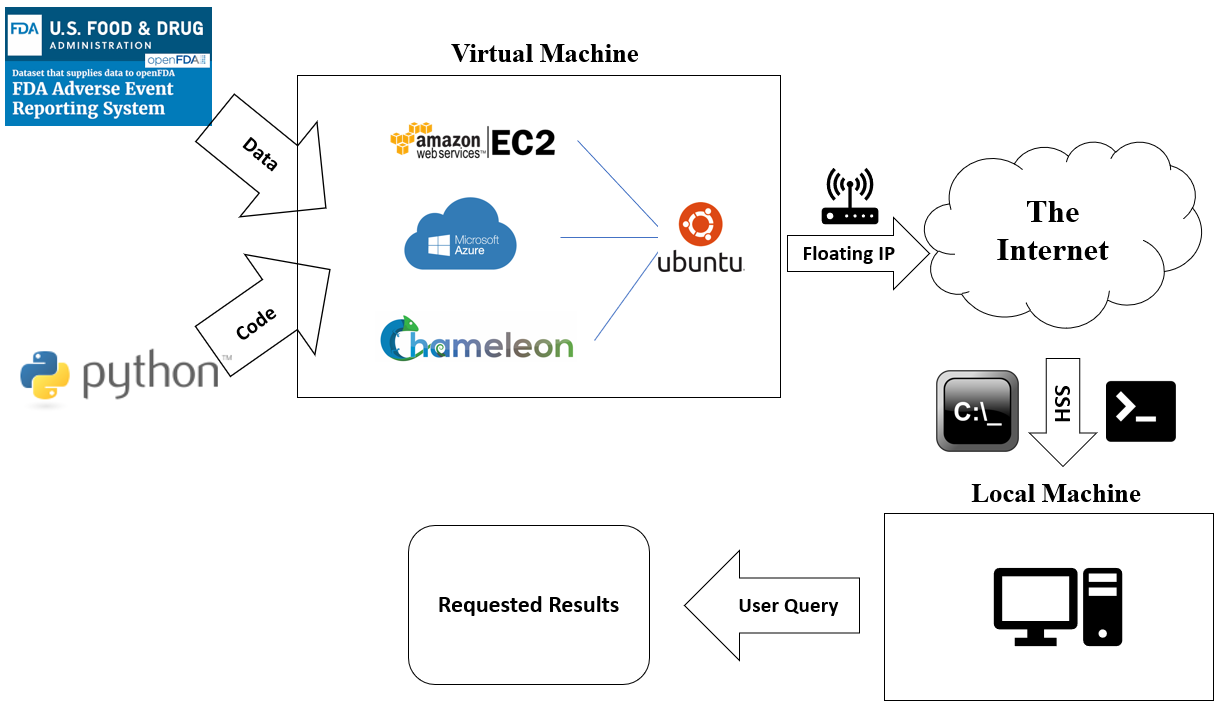 FDA
U.S. FOOD & DRUG
ADMINISTRATION
openFDA
Dataset that supplies data to openFDA
FDA Adverse Event
Reporting System
Virtual Machine
Data
amazon
webservices™
EC2
Microsoft
Azure
ubuntu
Chameleon
Code
python™
Floating IP
The
Internet
C:\_
SSH
>_
Local Machine
Requested Results
User Query